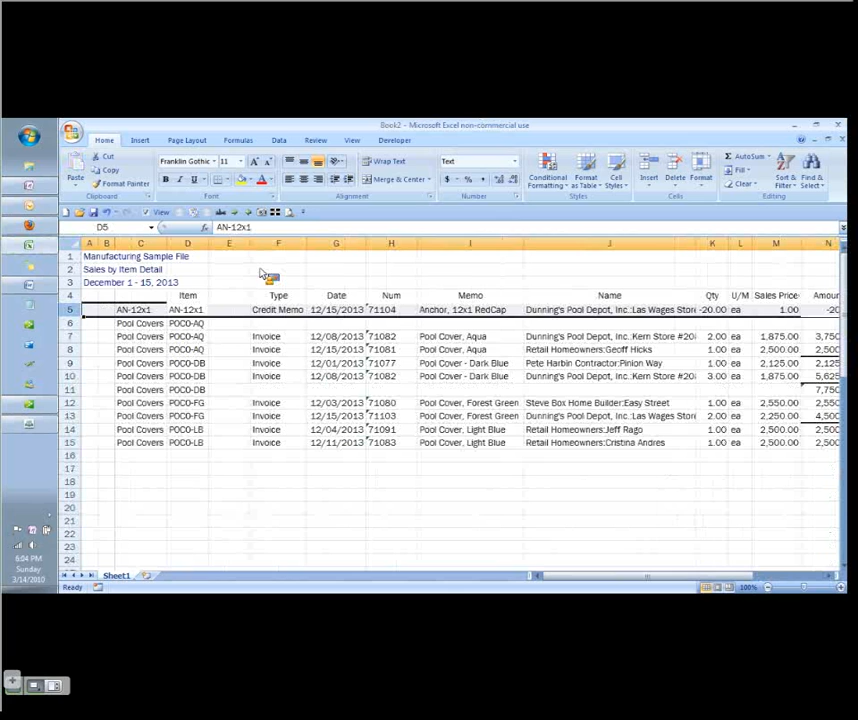 Book2 - Microsoft Excel non-commercial use
Home Insert Page Layout Formulas Data Review View Developer
Paste Cut Copy Format Painter Clipboard
Franklin Gothic 11 B I U Font
Wrap Text Merge & Center Alignment
Text $ % , Number
Conditional Formatting Format as Table Cell Styles Styles
Insert Delete Format Cells
Σ AutoSum Fill Clear Sort & Filter Find & Select Editing
View abc
D5 fx AN-12x1
A B C D E F G H I J K L M N
1 Manufacturing Sample File
2 Sales by Item Detail
3 December 1 - 15, 2013
4 Item Type Date Num Memo Name Qty U/M Sales Price Amour
5 AN-12x1 AN-12x1 Credit Memo 12/15/2013 71104 Anchor, 12x1 RedCap Dunning's Pool Depot, Inc.:Las Wages Store -20.00 ea 1.00 -20
6 Pool Covers POCO-AQ
7 Pool Covers POCO-AQ Invoice 12/08/2013 71082 Pool Cover, Aqua Dunning's Pool Depot, Inc.:Kern Store #20 2.00 ea 1,875.00 3,750
8 Pool Covers POCO-AQ Invoice 12/15/2013 71081 Pool Cover, Aqua Retail Homeowners:Geoff Hicks 1.00 ea 2,500.00 2,500
9 Pool Covers POCO-DB Invoice 12/01/2013 71077 Pool Cover - Dark Blue Pete Harbin Contractor:Pinion Way 1.00 ea 2,125.00 2,125
10 Pool Covers POCO-DB Invoice 12/08/2013 71082 Pool Cover - Dark Blue Dunning's Pool Depot, Inc.:Kern Store #20 3.00 ea 1,875.00 5,625
11 Pool Covers POCO-DB 7,750
12 Pool Covers POCO-FG Invoice 12/03/2013 71080 Pool Cover, Forest Green Steve Box Home Builder:Easy Street 1.00 ea 2,550.00 2,550
13 Pool Covers POCO-FG Invoice 12/15/2013 71103 Pool Cover, Forest Green Dunning's Pool Depot, Inc.:Las Wages Store 2.00 ea 2,250.00 4,500
14 Pool Covers POCO-LB Invoice 12/04/2013 71091 Pool Cover, Light Blue Retail Homeowners:Jeff Rago 1.00 ea 2,500.00 2,500
15 Pool Covers POCO-LB Invoice 12/11/2013 71083 Pool Cover, Light Blue Retail Homeowners:Cristina Andres 1.00 ea 2,500.00 2,500
16
17
18
19
20
21
22
23
24
Sheet1
Ready 100%
6:04 PM
Sunday
3/14/2010